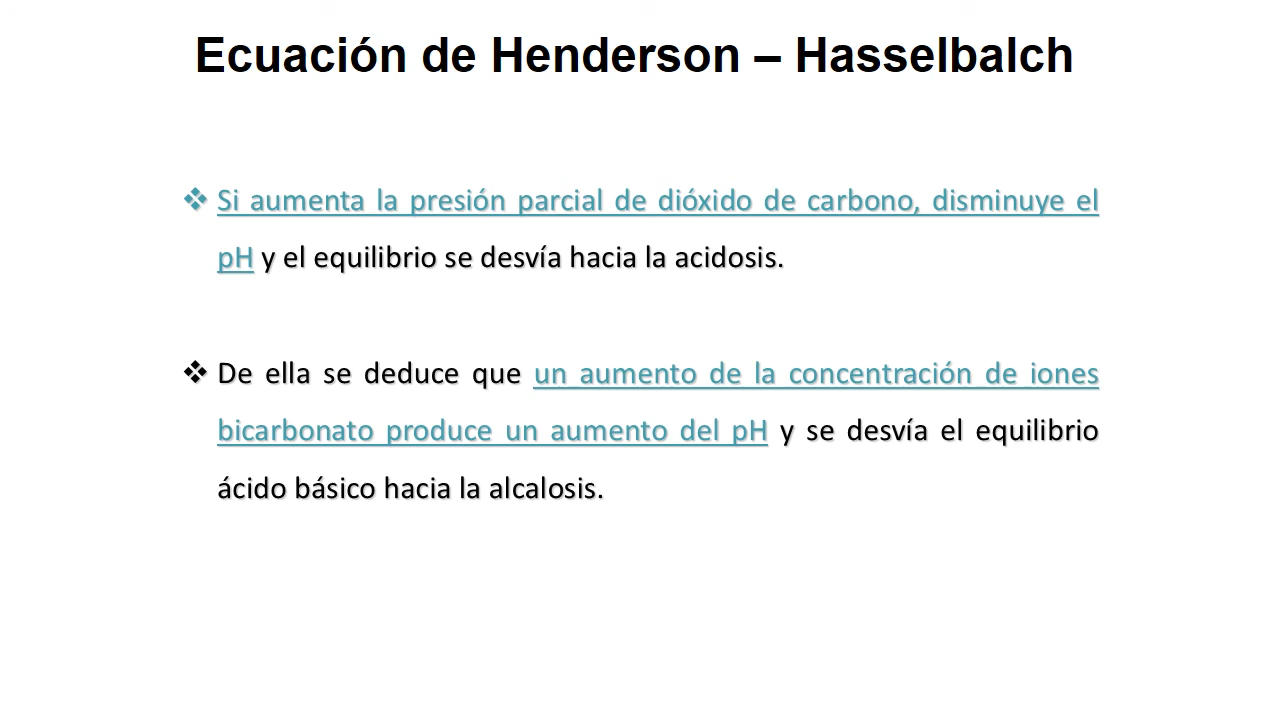 Ecuación de Henderson – Hasselbalch
❖ Si aumenta la presión parcial de dióxido de carbono, disminuye el
pH y el equilibrio se desvía hacia la acidosis.
❖ De ella se deduce que un aumento de la concentración de iones
bicarbonato produce un aumento del pH y se desvía el equilibrio
ácido básico hacia la alcalosis.